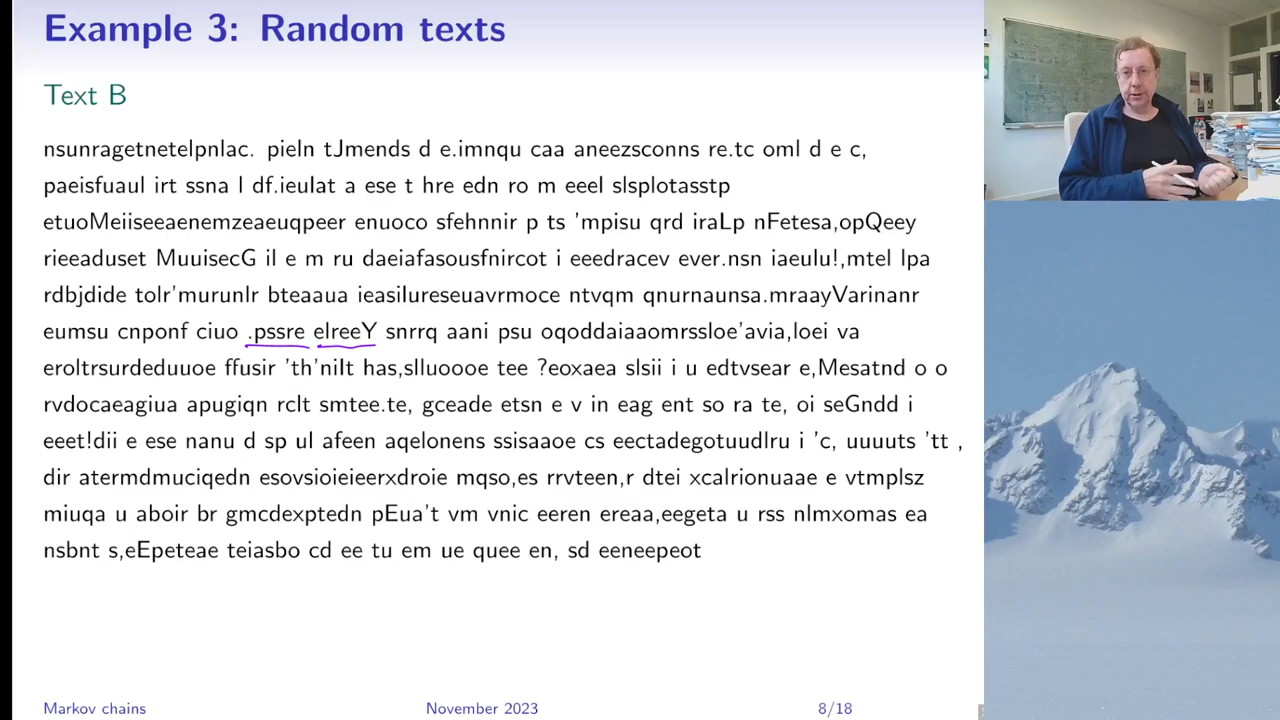 Example 3: Random texts
Text B
nsunragetnetelpnlac. pieln tJmends d e.imnqu caa aneezsconns re.tc oml d e c,
paeisfuaul irt ssna l df.ieulat a ese t hre edn ro m eeel slsplotasstp
etuoMeiiseeaenemzeaeuqpeer enuoco sfehnnir p ts 'mpisu qrd iraLp nFetesa,opQeey
rieeaduset MuuisecG il e m ru daeiafasousfnircot i eeedracev ever.nsn iaeulu!,mtel lpa
rdbjdide tolr'murunlr bteaaua ieasilureseuavrmoce ntvqm qnurnaunsa.mraayVarinanr
eumsu cnponf ciuo .pssre elreeY snrrq aani psu oqoddaiaaomrssloe'avia,loei va
eroltrsurdeduuoe ffusir 'th'nilt has,slluoooe tee ?eoxaea slsii i u edtvsear e,Mesatnd o o
rvdocaeagiua apugiqn rclt smtee.te, gceade etsn e v in eag ent so ra te, oi seGndd i
eeet!dii e ese nanu d sp ul afeen aqelonens ssisaaoe cs eectadegotuudlru i 'c, uuuuts 'tt ,
dir atermdmuciqedn esovsioieieerxdroie mqso,es rrvteen,r dtei xcalrionuaae e vtmplsz
miuqa u aboir br gmcdexptedn pEua't vm vnic eeren ereaa,eegeta u rss nlmxomas ea
nsbnt s,eEpeteae teiasbo cd ee tu em ue quee en, sd eeneepeot
Markov chains November 2023 8/18